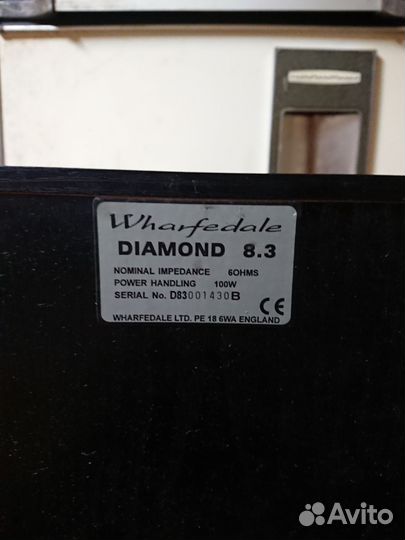 Wharfedale
DIAMOND 8.3
NOMINAL IMPEDANCE 6OHMS
POWER HANDLING 100W
SERIAL No. D83001430B
CE
WHARFEDALE LTD. PE 18 6WA ENGLAND
Avito